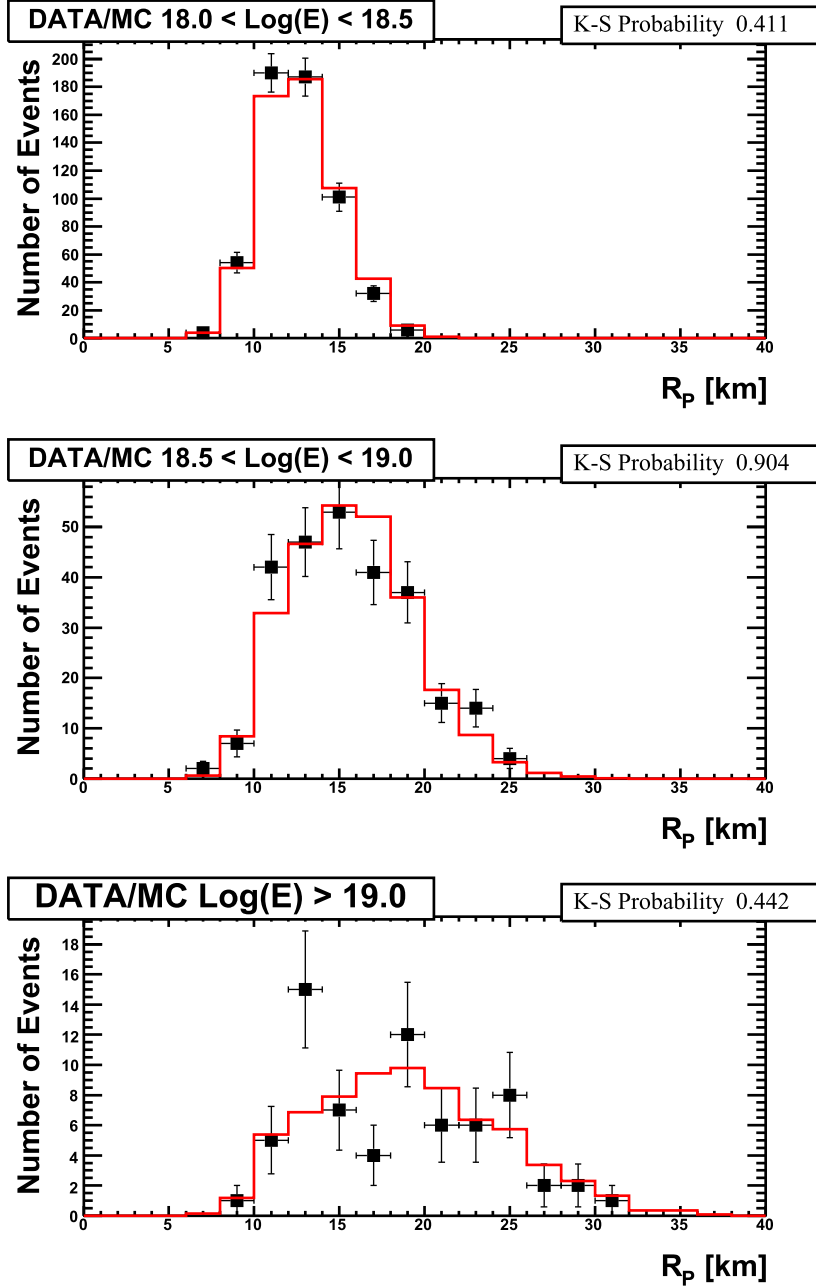 DATA/MC 18.0 < Log(E) < 18.5
K-S Probability 0.411
Number of Events
200
180
160
140
120
100
80
60
40
20
0
0 5 10 15 20 25 30 35 40
R_P [km]
DATA/MC 18.5 < Log(E) < 19.0
K-S Probability 0.904
Number of Events
50
40
30
20
10
0
0 5 10 15 20 25 30 35 40
R_P [km]
DATA/MC Log(E) > 19.0
K-S Probability 0.442
Number of Events
18
16
14
12
10
8
6
4
2
0
0 5 10 15 20 25 30 35 40
R_P [km]